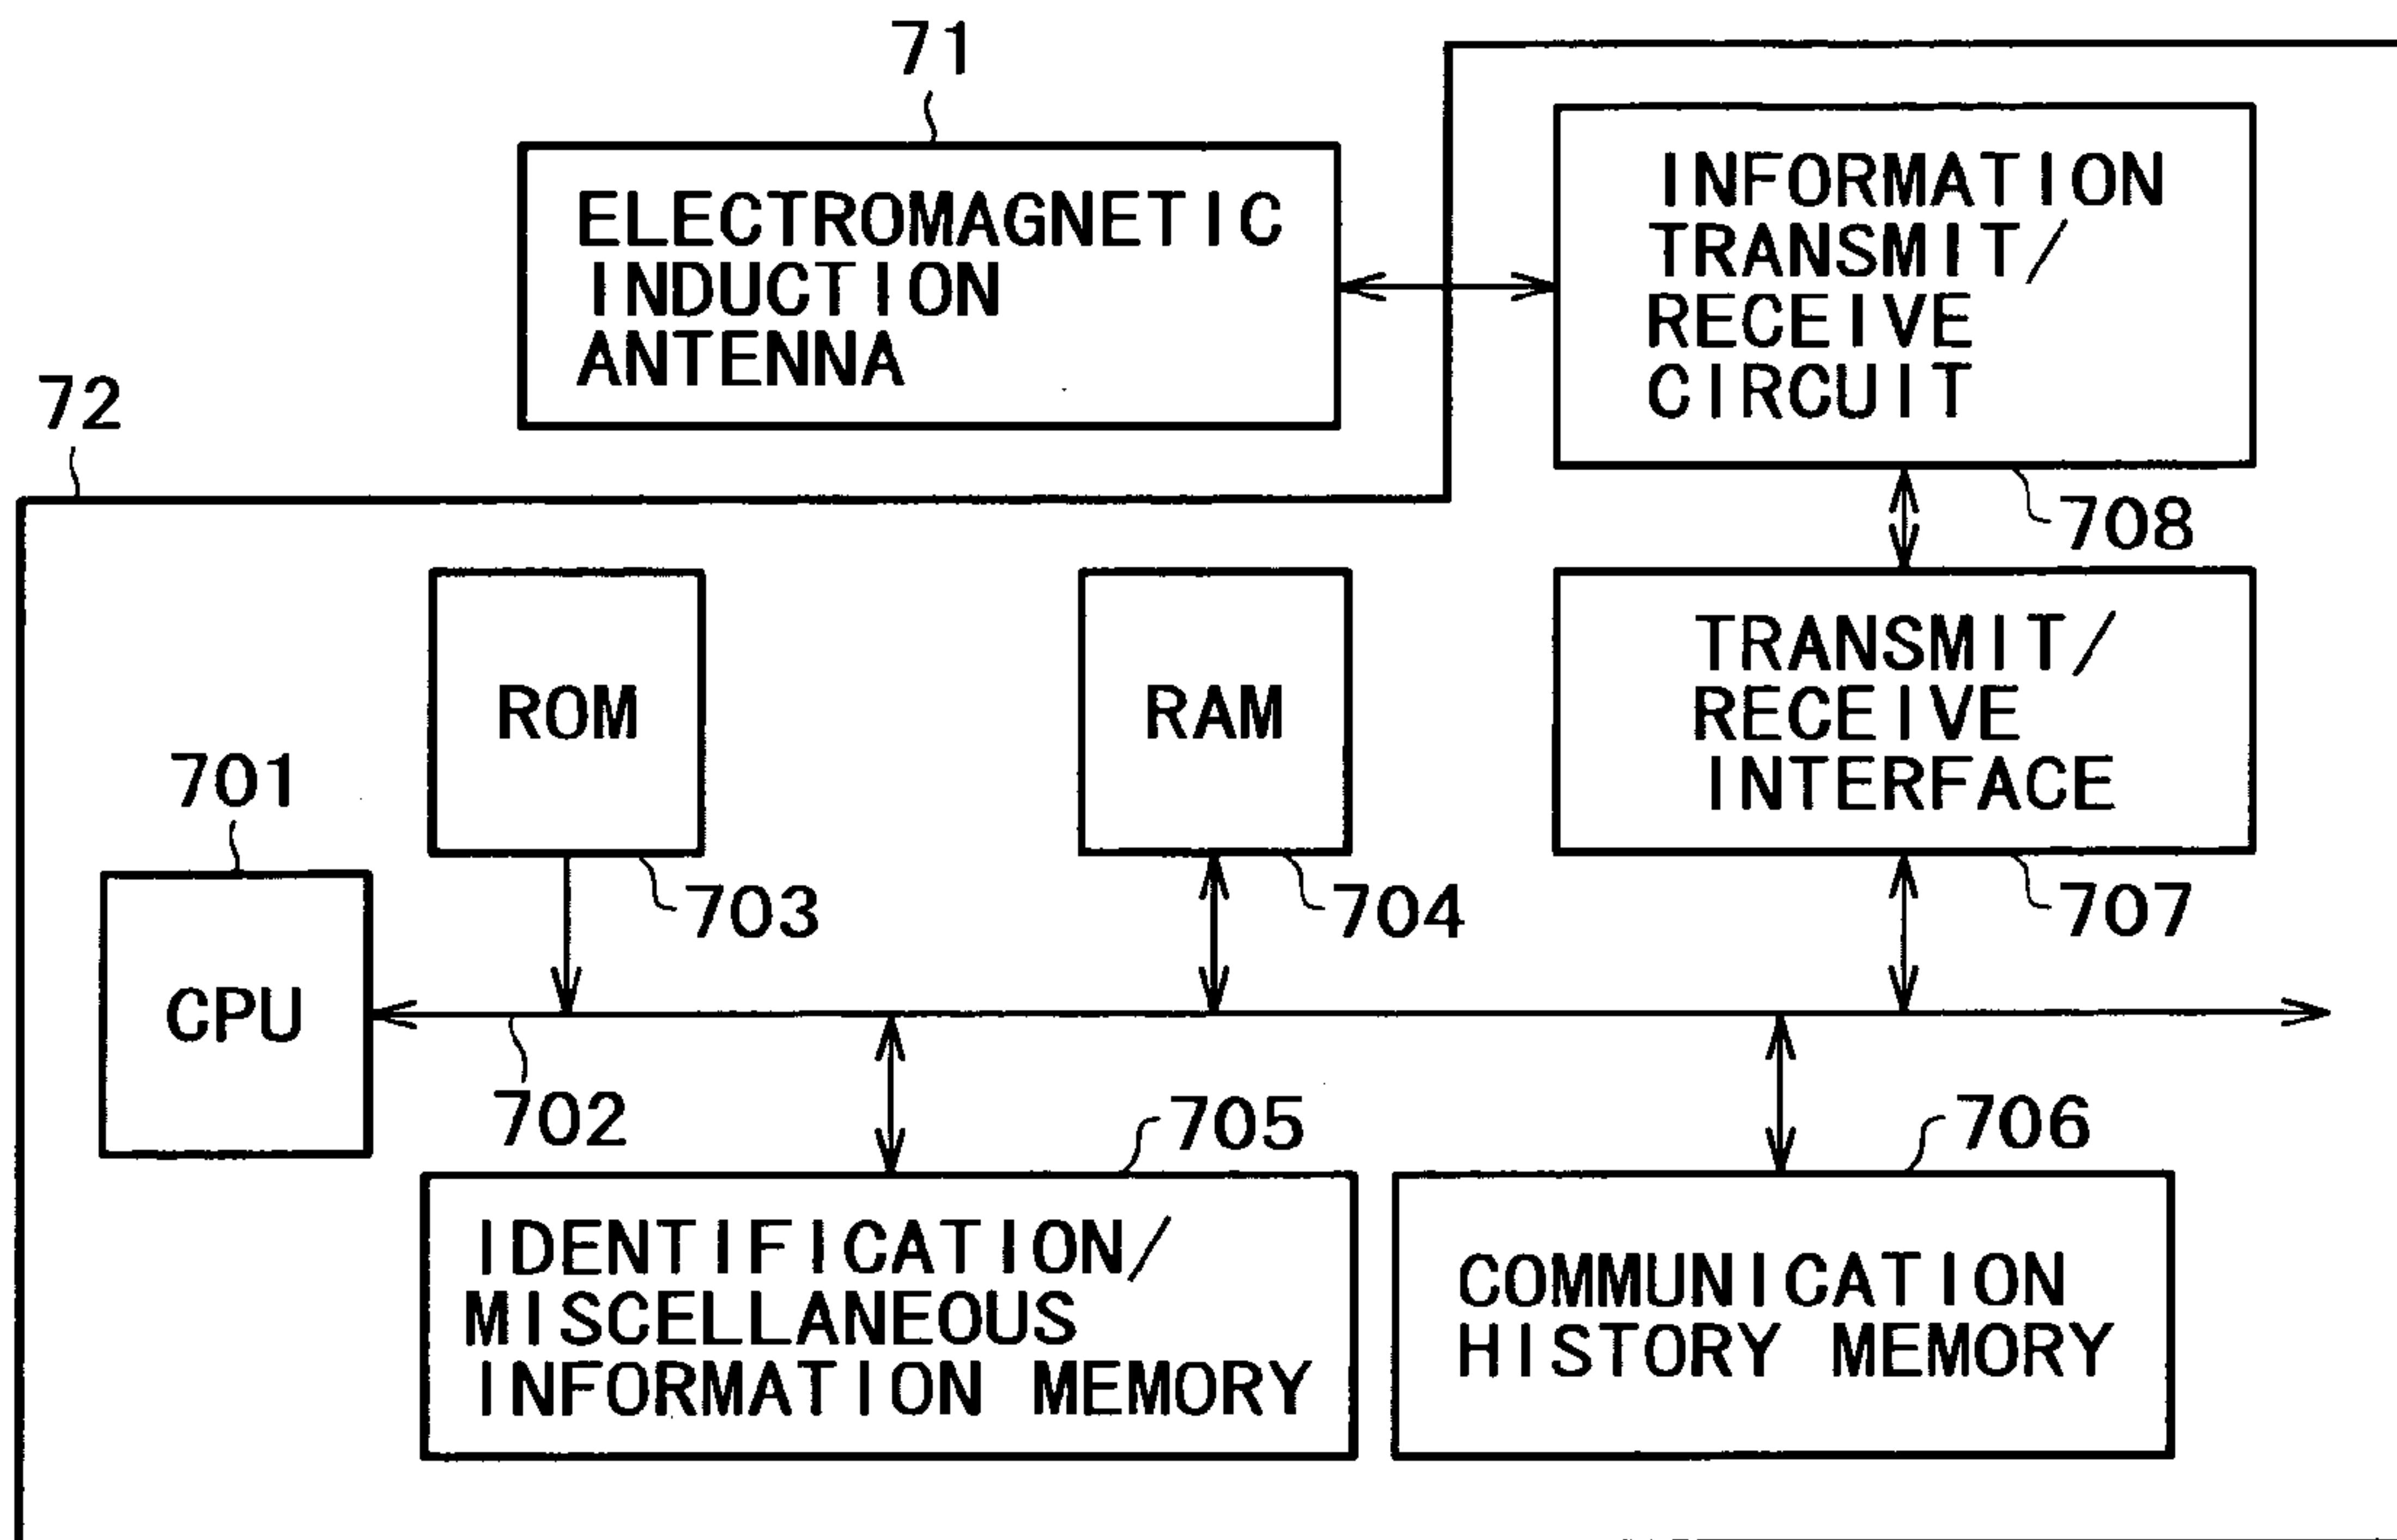 71
ELECTROMAGNETIC
INDUCTION
ANTENNA
INFORMATION
TRANSMIT/
RECEIVE
CIRCUIT
72
708
ROM
RAM
TRANSMIT/
RECEIVE
INTERFACE
701
703
704
707
CPU
702
705
706
IDENTIFICATION/
MISCELLANEOUS
INFORMATION MEMORY
COMMUNICATION
HISTORY MEMORY